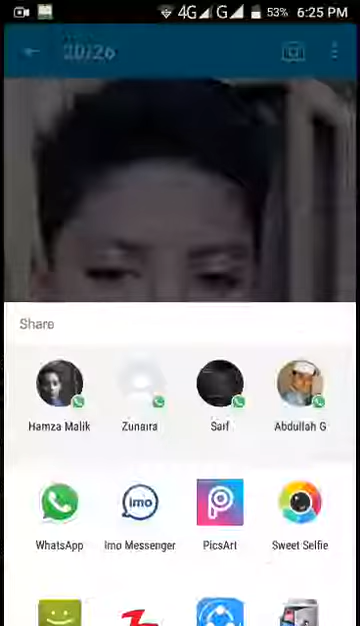 4G G 53% 6:25 PM
20/26
Share
Hamza Malik Zunaira Saif Abdullah G
imo
WhatsApp Imo Messenger PicsArt Sweet Selfie